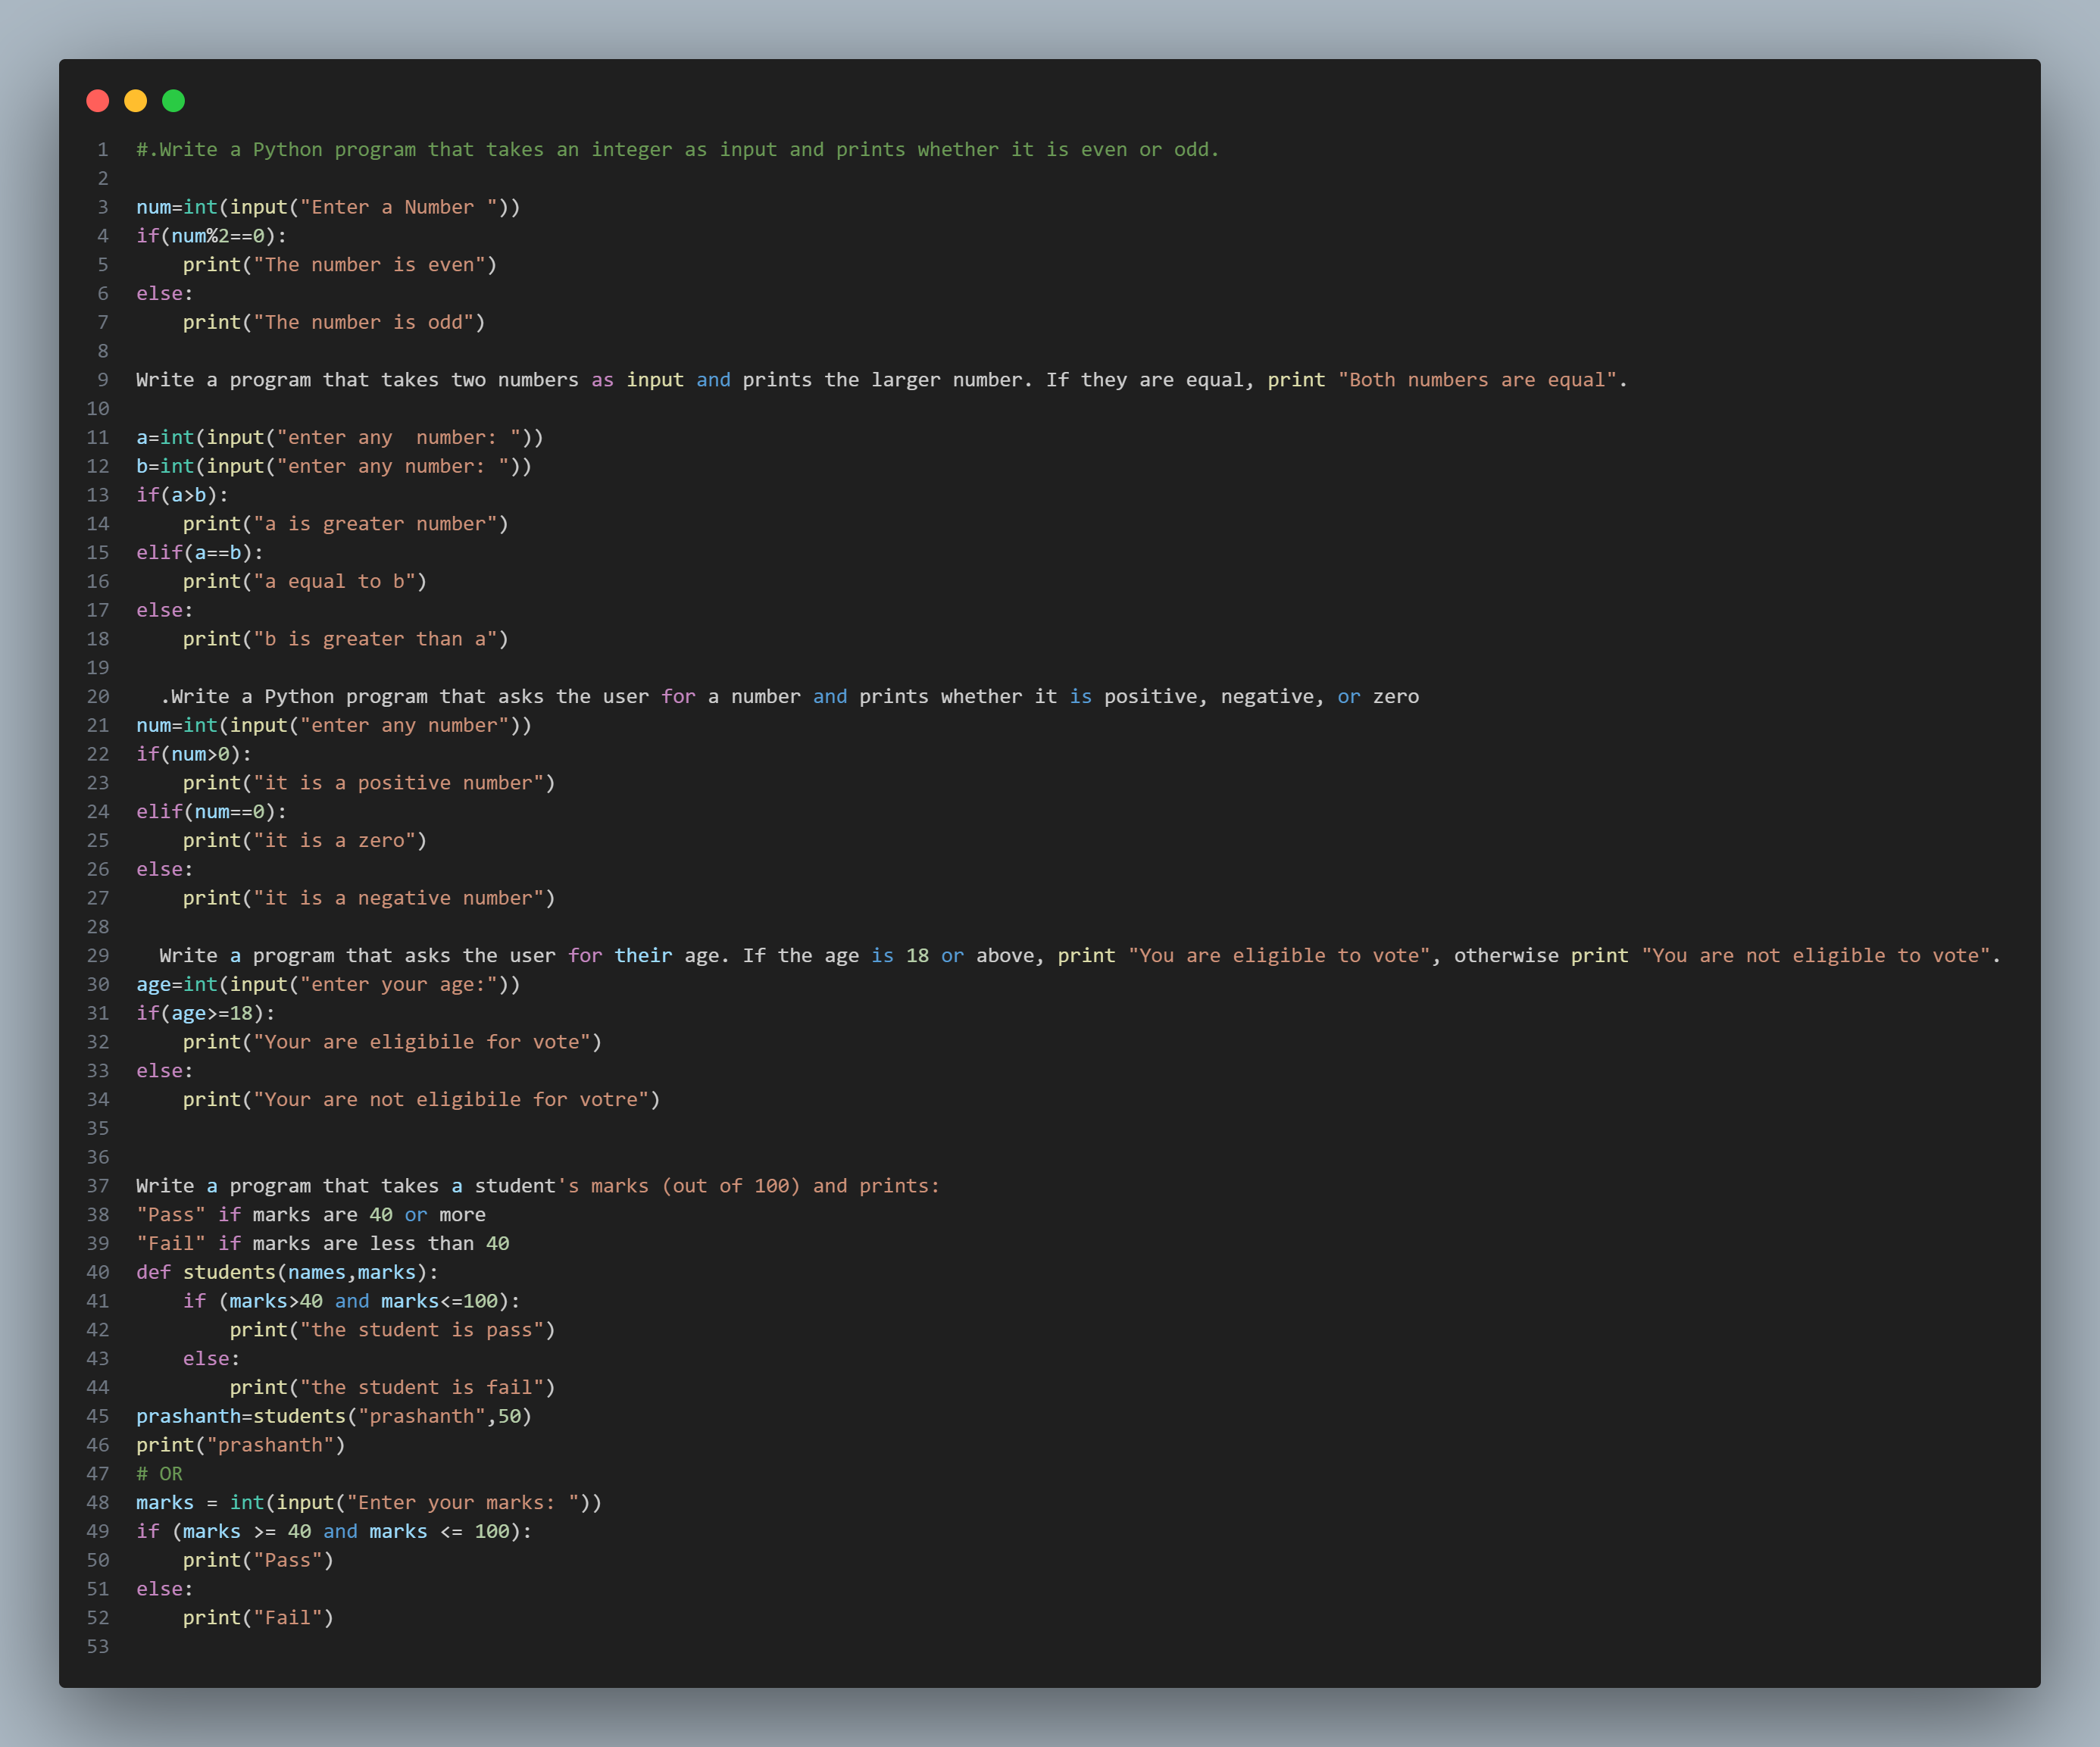 1 #.Write a Python program that takes an integer as input and prints whether it is even or odd.
2
3 num=int(input("Enter a Number "))
4 if(num%2==0):
5     print("The number is even")
6 else:
7     print("The number is odd")
8
9 Write a program that takes two numbers as input and prints the larger number. If they are equal, print "Both numbers are equal".
10
11 a=int(input("enter any  number: "))
12 b=int(input("enter any number: "))
13 if(a>b):
14     print("a is greater number")
15 elif(a==b):
16     print("a equal to b")
17 else:
18     print("b is greater than a")
19
20   .Write a Python program that asks the user for a number and prints whether it is positive, negative, or zero
21 num=int(input("enter any number"))
22 if(num>0):
23     print("it is a positive number")
24 elif(num==0):
25     print("it is a zero")
26 else:
27     print("it is a negative number")
28
29   Write a program that asks the user for their age. If the age is 18 or above, print "You are eligible to vote", otherwise print "You are not eligible to vote".
30 age=int(input("enter your age:"))
31 if(age>=18):
32     print("Your are eligibile for vote")
33 else:
34     print("Your are not eligibile for votre")
35
36
37 Write a program that takes a student's marks (out of 100) and prints:
38 "Pass" if marks are 40 or more
39 "Fail" if marks are less than 40
40 def students(names,marks):
41     if (marks>40 and marks<=100):
42         print("the student is pass")
43     else:
44         print("the student is fail")
45 prashanth=students("prashanth",50)
46 print("prashanth")
47 # OR
48 marks = int(input("Enter your marks: "))
49 if (marks >= 40 and marks <= 100):
50     print("Pass")
51 else:
52     print("Fail")
53